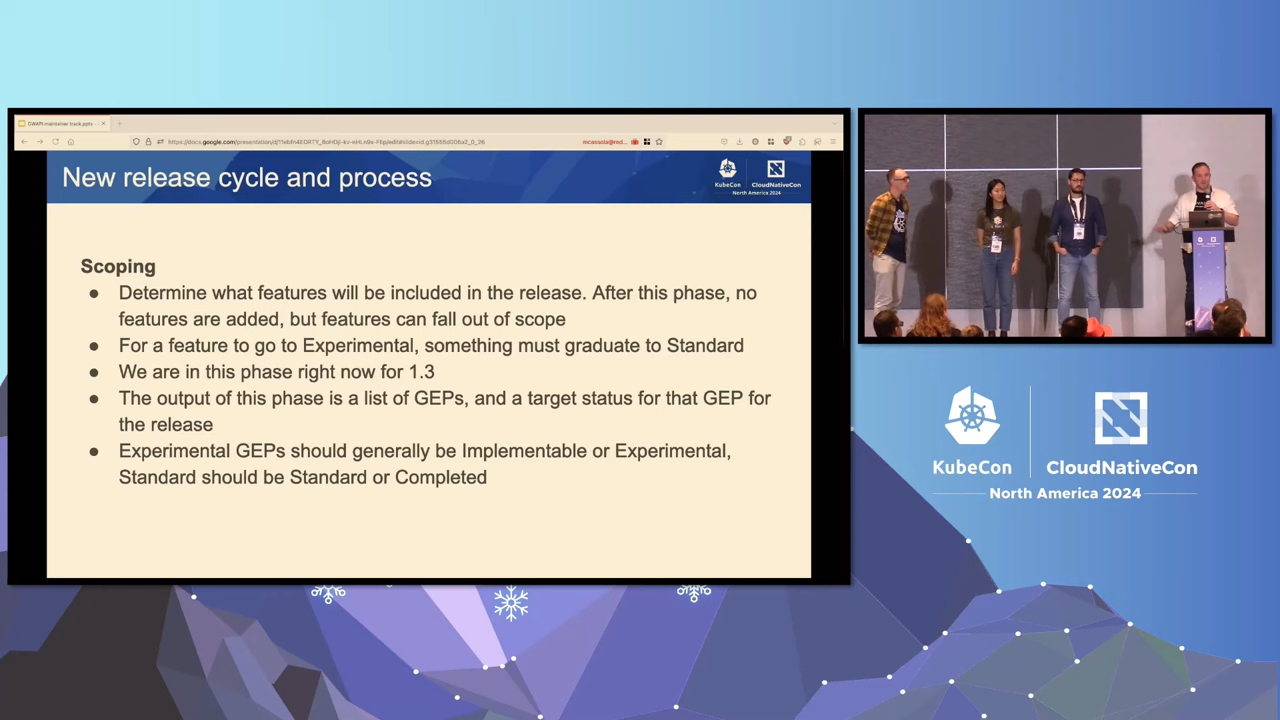 GWAPI maintainer track.pptx
New release cycle and process
KubeCon
CloudNativeCon
North America 2024
Scoping
● Determine what features will be included in the release. After this phase, no
features are added, but features can fall out of scope
● For a feature to go to Experimental, something must graduate to Standard
● We are in this phase right now for 1.3
● The output of this phase is a list of GEPs, and a target status for that GEP for
the release
● Experimental GEPs should generally be Implementable or Experimental,
Standard should be Standard or Completed
KubeCon
CloudNativeCon
North America 2024